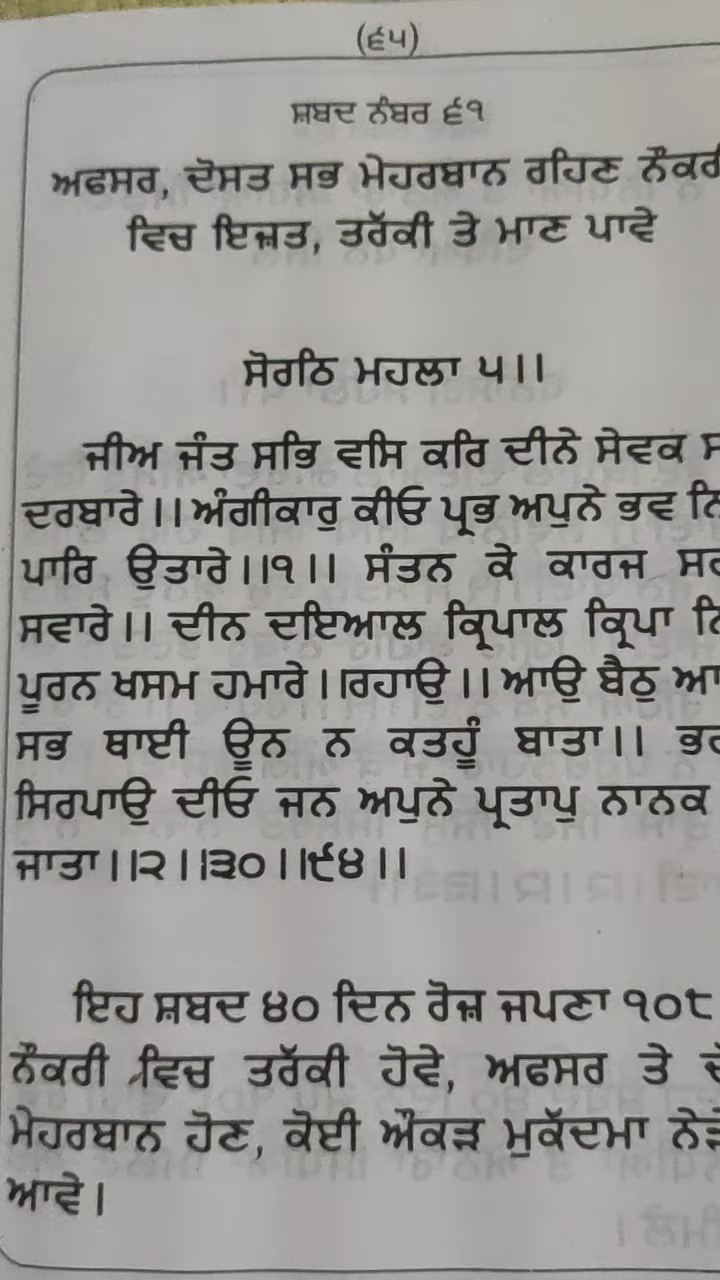 (੬੫)
ਸ਼ਬਦ ਨੰਬਰ ੬੧
ਅਫਸਰ, ਦੋਸਤ ਸਭ ਮੇਹਰਬਾਨ ਰਹਿਣ ਨੌਕਰੀ
ਵਿਚ ਇਜ਼ਤ, ਤਰੱਕੀ ਤੇ ਮਾਣ ਪਾਵੇ
ਸੋਰਠਿ ਮਹਲਾ ੫।।
ਜੀਅ ਜੰਤ ਸਭਿ ਵਸਿ ਕਰਿ ਦੀਨੇ ਸੇਵਕ
ਦਰਬਾਰੇ।। ਅੰਗੀਕਾਰੁ ਕੀਓ ਪ੍ਰਭ ਅਪੁਨੇ ਭਵ
ਪਾਰਿ ਉਤਾਰੇ।।੧।। ਸੰਤਨ ਕੇ ਕਾਰਜ
ਸਵਾਰੇ।। ਦੀਨ ਦਇਆਲ ਕ੍ਰਿਪਾਲ ਕ੍ਰਿਪਾ
ਪੂਰਨ ਖਸਮ ਹਮਾਰੇ।।ਰਹਾਉ।। ਆਉ ਬੈਠੁ
ਸਭ ਥਾਈ ਊਨ ਨ ਕਤਹੂੰ ਬਾਤਾ।।
ਸਿਰਪਾਉ ਦੀਓ ਜਨ ਅਪੁਨੇ ਪ੍ਰਤਾਪੁ ਨਾਨਕ
ਜਾਤਾ।।੨।।੩੦।।੯੪।।
ਇਹ ਸ਼ਬਦ ੪੦ ਦਿਨ ਰੋਜ਼ ਜਪਣਾ ੧੦੮
ਨੌਕਰੀ ਵਿਚ ਤਰੱਕੀ ਹੋਵੇ, ਅਫਸਰ ਤੇ
ਮੇਹਰਬਾਨ ਹੋਣ, ਕੋਈ ਔਕੜ ਮੁਕੱਦਮਾ
ਆਵੇ।